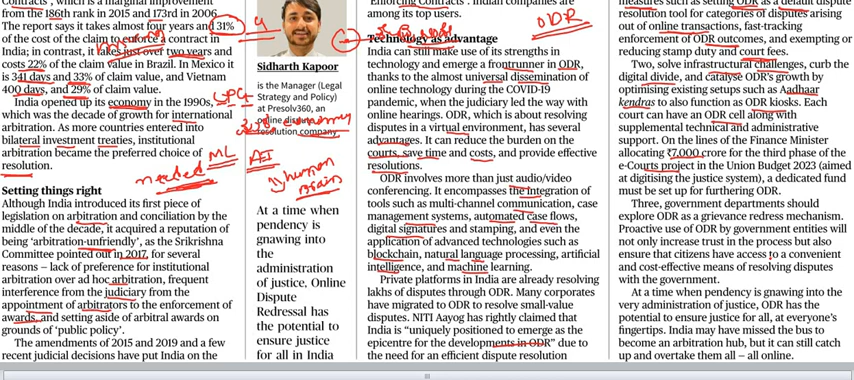 Contracts', which is a marginal improvement
from the 186th rank in 2015 and 173rd in 2006.
The report says it takes almost four years and 31%
of the cost of the claim to enforce a contract in
India; in contrast, it takes just over two years and
costs 22% of the claim value in Brazil. In Mexico it
is 341 days and 33% of claim value, and Vietnam
400 days, and 29% of claim value.
India opened up its economy in the 1990s,
which was the decade of growth for international
arbitration. As more countries entered into
bilateral investment treaties, institutional
arbitration became the preferred choice of
resolution.
Setting things right
Although India introduced its first piece of
legislation on arbitration and conciliation by the
middle of the decade, it acquired a reputation of
being 'arbitration-unfriendly', as the Srikrishna
Committee pointed out in 2017, for several
reasons – lack of preference for institutional
arbitration over ad hoc arbitration, frequent
interference from the judiciary from the
appointment of arbitrators to the enforcement of
awards, and setting aside of arbitral awards on
grounds of 'public policy'.
The amendments of 2015 and 2019 and a few
recent judicial decisions have put India on the
needed
ML
AI
human
Brain
Sidharth Kapoor
is the Manager (Legal
Strategy and Policy)
at Presolv360, an
online dispute
resolution company
At a time when
pendency is
gnawing into
the
administration
of justice, Online
Dispute
Redressal has
the potential to
ensure justice
for all in India
ODR
'Enforcing Contracts'. Indian companies are
among its top users.
Technology as advantage
India can still make use of its strengths in
technology and emerge a frontrunner in ODR,
thanks to the almost universal dissemination of
online technology during the COVID-19
pandemic, when the judiciary led the way with
online hearings. ODR, which is about resolving
disputes in a virtual environment, has several
advantages. It can reduce the burden on the
courts, save time and costs, and provide effective
resolutions.
ODR involves more than just audio/video
conferencing. It encompasses the integration of
tools such as multi-channel communication, case
management systems, automated case flows,
digital signatures and stamping, and even the
application of advanced technologies such as
blockchain, natural language processing, artificial
intelligence, and machine learning.
Private platforms in India are already resolving
lakhs of disputes through ODR. Many corporates
have migrated to ODR to resolve small-value
disputes. NITI Aayog has rightly claimed that
India is "uniquely positioned to emerge as the
epicentre for the developments in ODR" due to
the need for an efficient dispute resolution
measures such as setting ODR as a default dispute
resolution tool for categories of disputes arising
out of online transactions, fast-tracking
enforcement of ODR outcomes, and exempting or
reducing stamp duty and court fees.
Two, solve infrastructural challenges, curb the
digital divide, and catalyse ODR's growth by
optimising existing setups such as Aadhaar
kendras to also function as ODR kiosks. Each
court can have an ODR cell along with
supplemental technical and administrative
support. On the lines of the Finance Minister
allocating ₹7,000 crore for the third phase of the
e-Courts project in the Union Budget 2023 (aimed
at digitising the justice system), a dedicated fund
must be set up for furthering ODR.
Three, government departments should
explore ODR as a grievance redress mechanism.
Proactive use of ODR by government entities will
not only increase trust in the process but also
ensure that citizens have access to a convenient
and cost-effective means of resolving disputes
with the government.
At a time when pendency is gnawing into the
very administration of justice, ODR has the
potential to ensure justice for all, at everyone's
fingertips. India may have missed the bus to
become an arbitration hub, but it can still catch
up and overtake them all – all online.